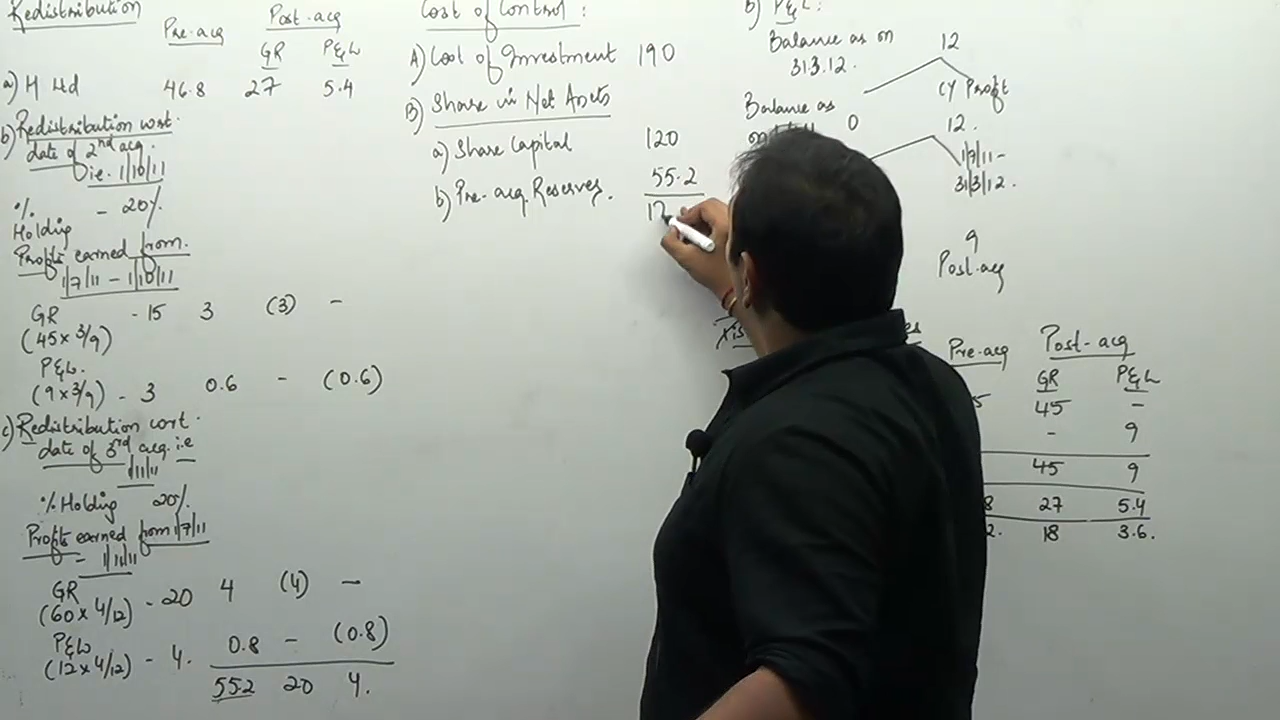 Redistribution
Pre-acq Post-acq
GR P&L
a) H Ltd 46.8 27 5.4
b) Redistribution w.r.t.
date of 2nd acq.
i.e. 1/10/11
% - 20%
Holding
Profits earned from.
1/7/11 - 1/10/11
GR - 15 3 (3) -
(45 x 3/9)
P&L.
(9 x 3/9) - 3 0.6 - (0.6)
c) Redistribution w.r.t.
date of 3rd acq. i.e
1/11/11
% Holding 20%
Profits earned from 1/7/11
- 1/11/11
GR
(60 x 4/12) - 20 4 (4) -
P&L
(12 x 4/12) - 4. 0.8 - (0.8)
55.2 20 4.
Cost of Control :
A) Cost of Investment 190
B) Share in Net Assets
a) Share Capital 120
b) Pre-acq. Reserves. 55.2
17
B) P&L :
Balance as on 12
31.3.12.
CY Profit
Balance as 0 12.
on
1/7/11 -
31/3/12.
9
Post-acq
Pre-acq Post-acq
GR P&L
5 45 -
- 9
45 9
8 27 5.4
2. 18 3.6.